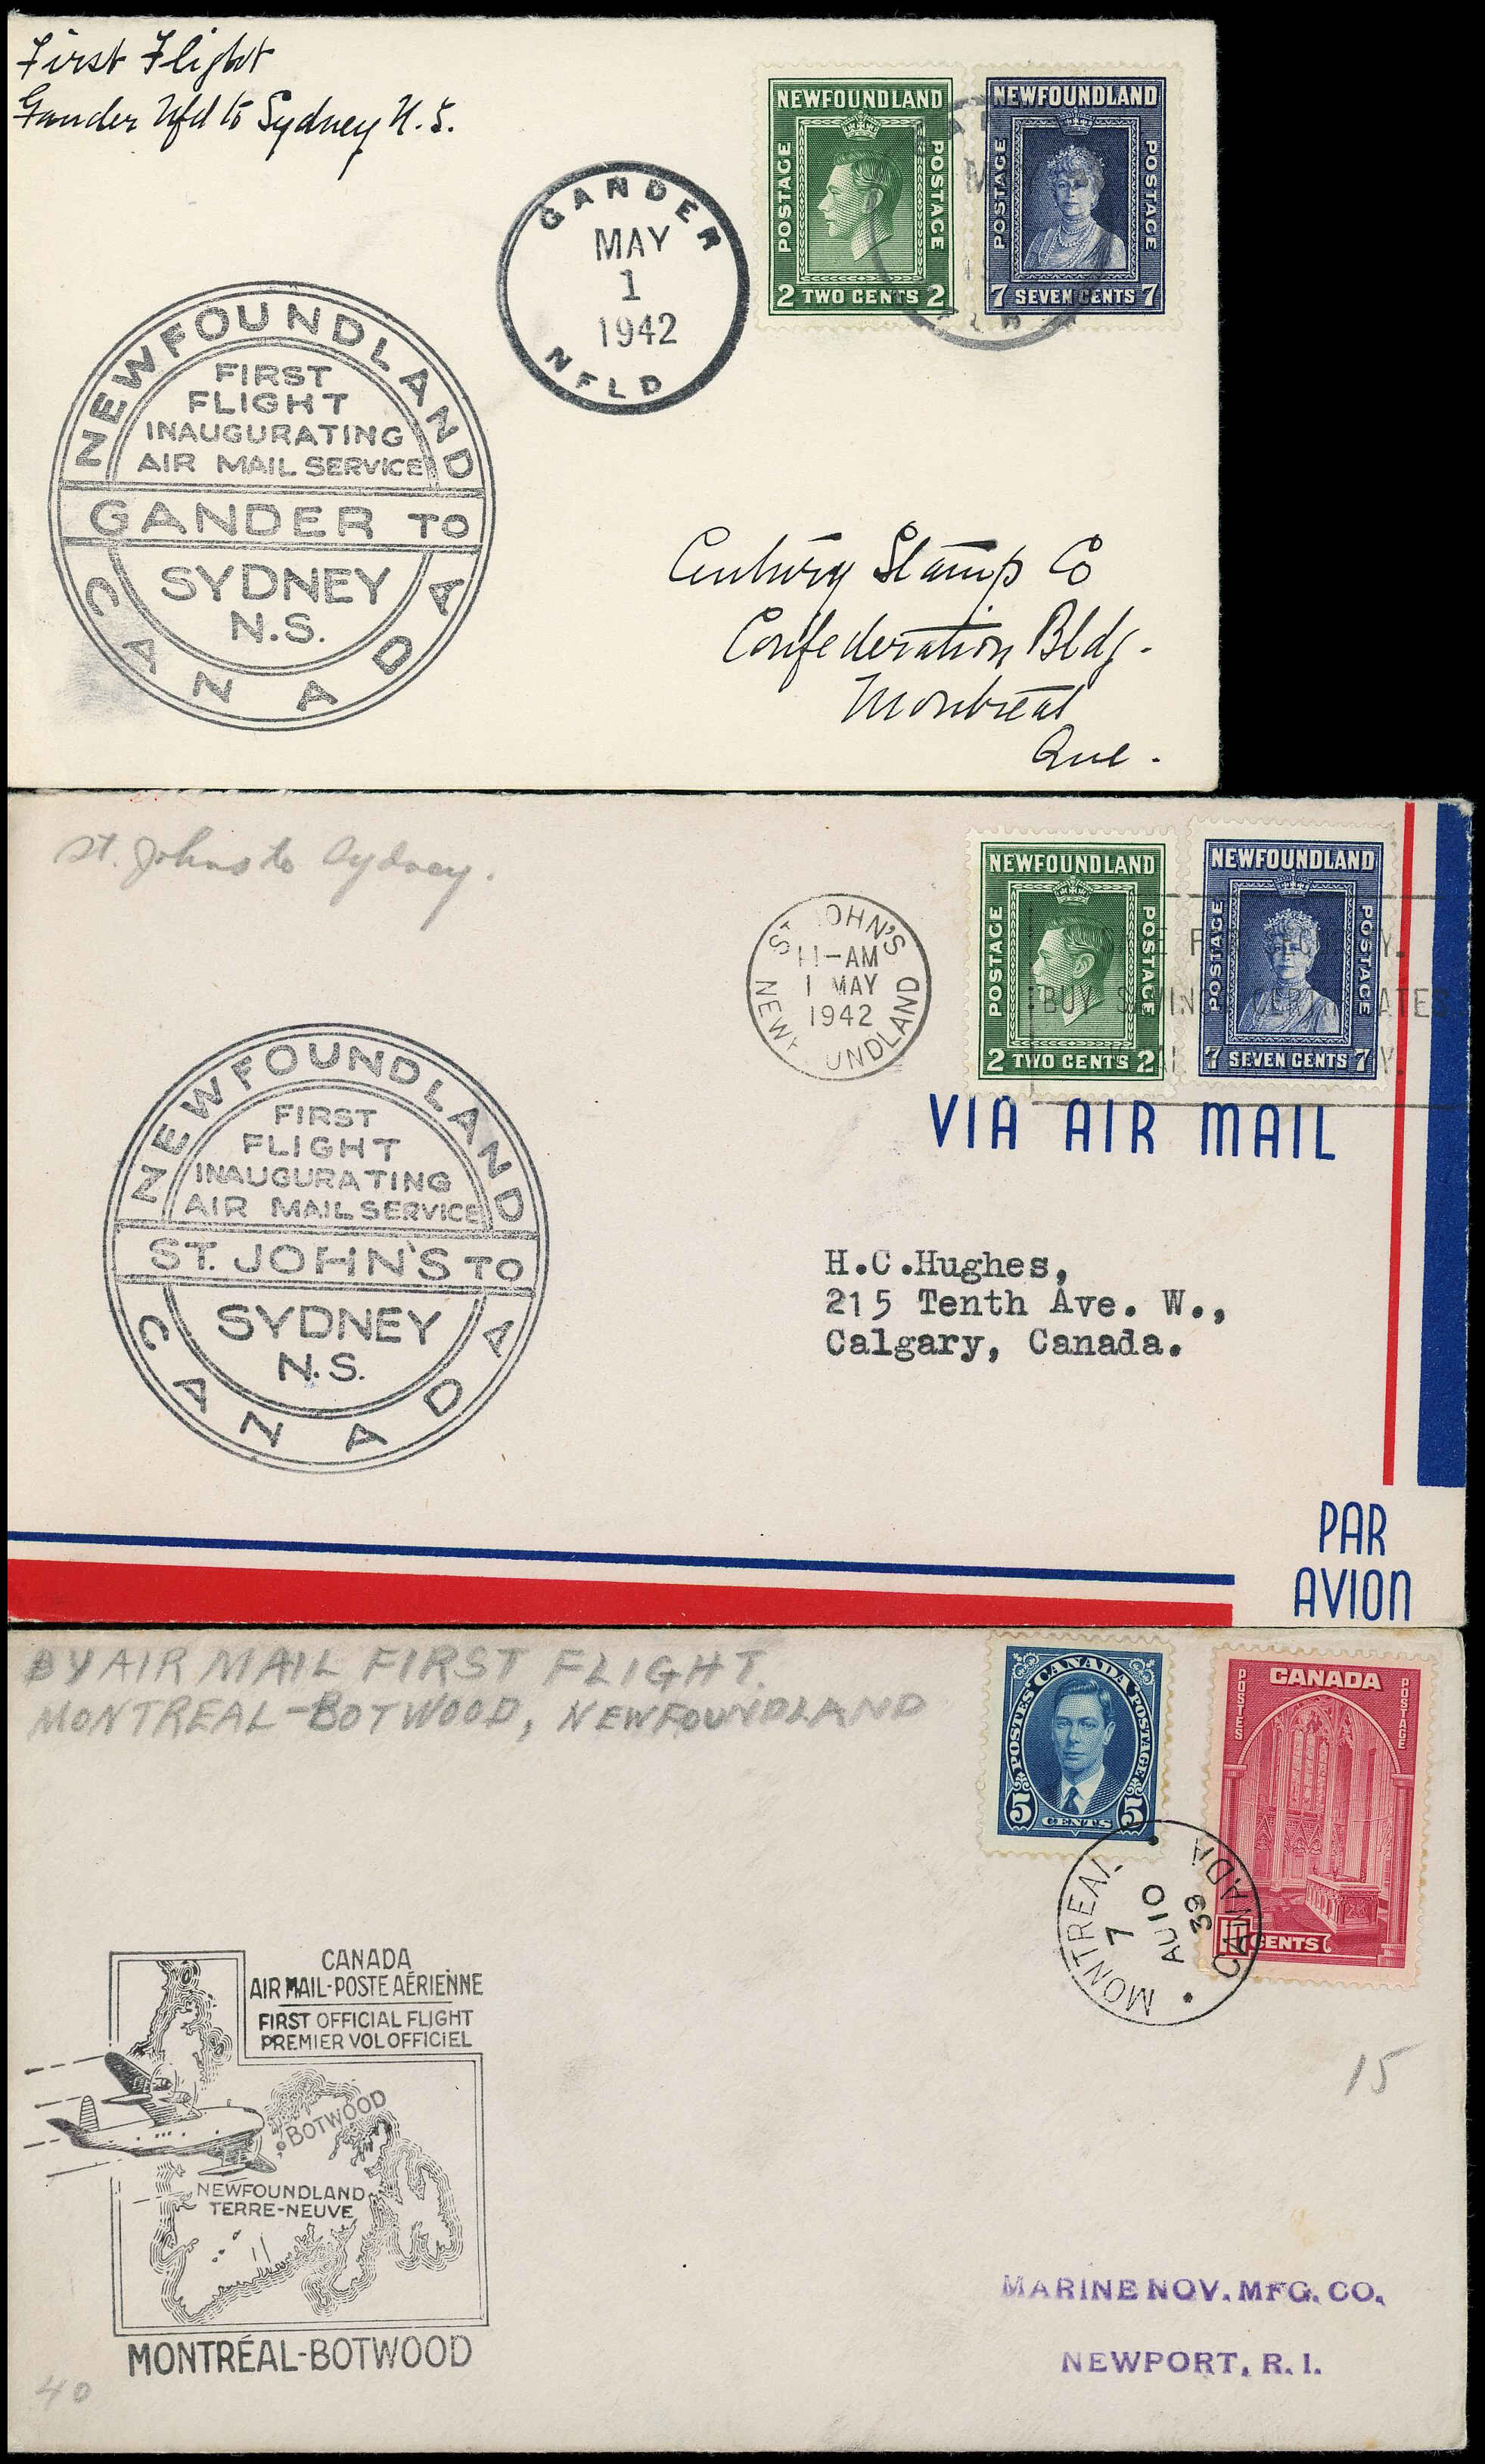 First Flight
Gander Nfd to Sydney N.S.
GANDER
MAY
1
1942
NFLD
NEWFOUNDLAND
POSTAGE
POSTAGE
2 TWO CENTS 2
NEWFOUNDLAND
POSTAGE
POSTAGE
7 SEVEN CENTS 7
NEWFOUNDLAND
FIRST
FLIGHT
INAUGURATING
AIR MAIL SERVICE
GANDER TO
SYDNEY
N.S.
CANADA
Century Stamp Co
Confederation Bldg.
Montreal
Que.
St. Johns to Sydney.
ST JOHN'S
11-AM
1 MAY
1942
NEWFOUNDLAND
NEWFOUNDLAND
POSTAGE
POSTAGE
2 TWO CENTS 2
NEWFOUNDLAND
POSTAGE
POSTAGE
7 SEVEN CENTS 7
BUY SAVINGS CERTIFICATES
VIA AIR MAIL
NEWFOUNDLAND
FIRST
FLIGHT
INAUGURATING
AIR MAIL SERVICE
ST. JOHN'S TO
SYDNEY
N.S.
CANADA
H.C.Hughes,
215 Tenth Ave. W.,
Calgary, Canada.
PAR
AVION
BY AIR MAIL FIRST FLIGHT.
MONTREAL-BOTWOOD, NEWFOUNDLAND
CANADA
POSTES POSTAGE
5 CENTS 5
CANADA
POSTES
POSTAGE
10 CENTS
MONTREAL
7
AU 10
39
CANADA
15
CANADA
AIR MAIL-POSTE AÉRIENNE
FIRST OFFICIAL FLIGHT
PREMIER VOL OFFICIEL
BOTWOOD
NEWFOUNDLAND
TERRE-NEUVE
MONTRÉAL-BOTWOOD
40
MARINE NOV. MFG. CO.
NEWPORT, R. I.